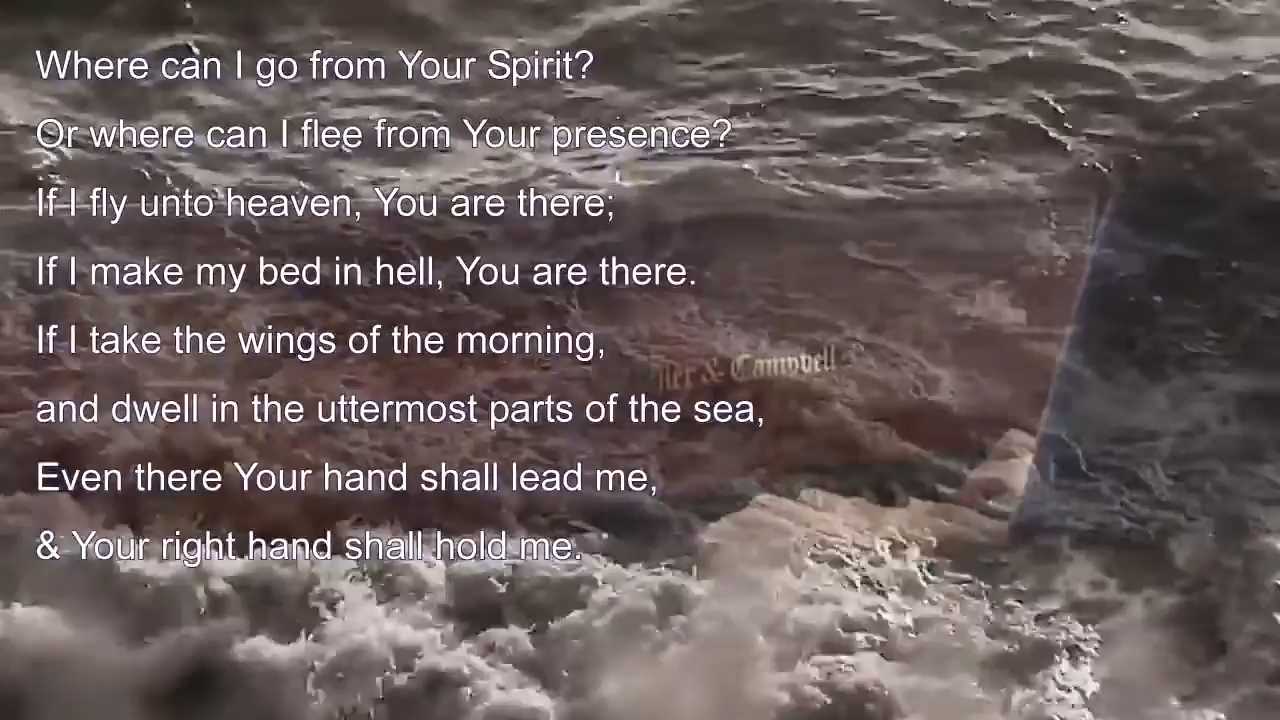 Where can I go from Your Spirit?
Or where can I flee from Your presence?
If I fly unto heaven, You are there;
If I make my bed in hell, You are there.
If I take the wings of the morning,
& Campbell
and dwell in the uttermost parts of the sea,
Even there Your hand shall lead me,
& Your right hand shall hold me.